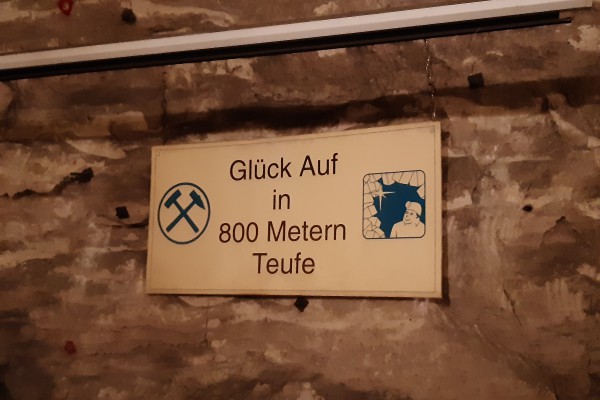 Glück Auf
in
800 Metern
Teufe